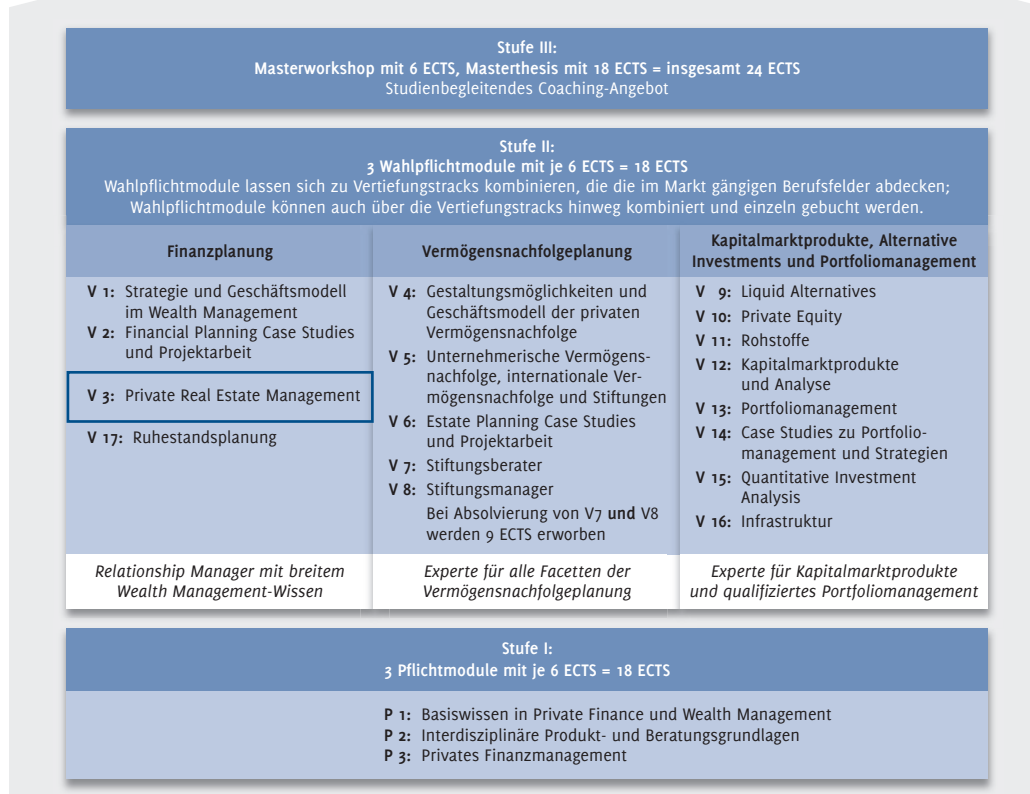 Stufe III:
Masterworkshop mit 6 ECTS, Masterthesis mit 18 ECTS = insgesamt 24 ECTS
Studienbegleitendes Coaching-Angebot
Stufe II:
3 Wahlpflichtmodule mit je 6 ECTS = 18 ECTS
Wahlpflichtmodule lassen sich zu Vertiefungstracks kombinieren, die die im Markt gängigen Berufsfelder abdecken;
Wahlpflichtmodule können auch über die Vertiefungstracks hinweg kombiniert und einzeln gebucht werden.
Finanzplanung
V 1: Strategie und Geschäftsmodell
im Wealth Management
V 2: Financial Planning Case Studies
und Projektarbeit
V 3: Private Real Estate Management
V 17: Ruhestandsplanung
Relationship Manager mit breitem
Wealth Management-Wissen
Vermögensnachfolgeplanung
V 4: Gestaltungsmöglichkeiten und
Geschäftsmodell der privaten
Vermögensnachfolge
V 5: Unternehmerische Vermögens-
nachfolge, internationale Ver-
mögensnachfolge und Stiftungen
V 6: Estate Planning Case Studies
und Projektarbeit
V 7: Stiftungsberater
V 8: Stiftungsmanager
Bei Absolvierung von V7 und V8
werden 9 ECTS erworben
Experte für alle Facetten der
Vermögensnachfolgeplanung
Kapitalmarktprodukte, Alternative
Investments und Portfoliomanagement
V 9: Liquid Alternatives
V 10: Private Equity
V 11: Rohstoffe
V 12: Kapitalmarktprodukte
und Analyse
V 13: Portfoliomanagement
V 14: Case Studies zu Portfolio-
management und Strategien
V 15: Quantitative Investment
Analysis
V 16: Infrastruktur
Experte für Kapitalmarktprodukte
und qualifiziertes Portfoliomanagement
Stufe I:
3 Pflichtmodule mit je 6 ECTS = 18 ECTS
P 1: Basiswissen in Private Finance und Wealth Management
P 2: Interdisziplinäre Produkt- und Beratungsgrundlagen
P 3: Privates Finanzmanagement